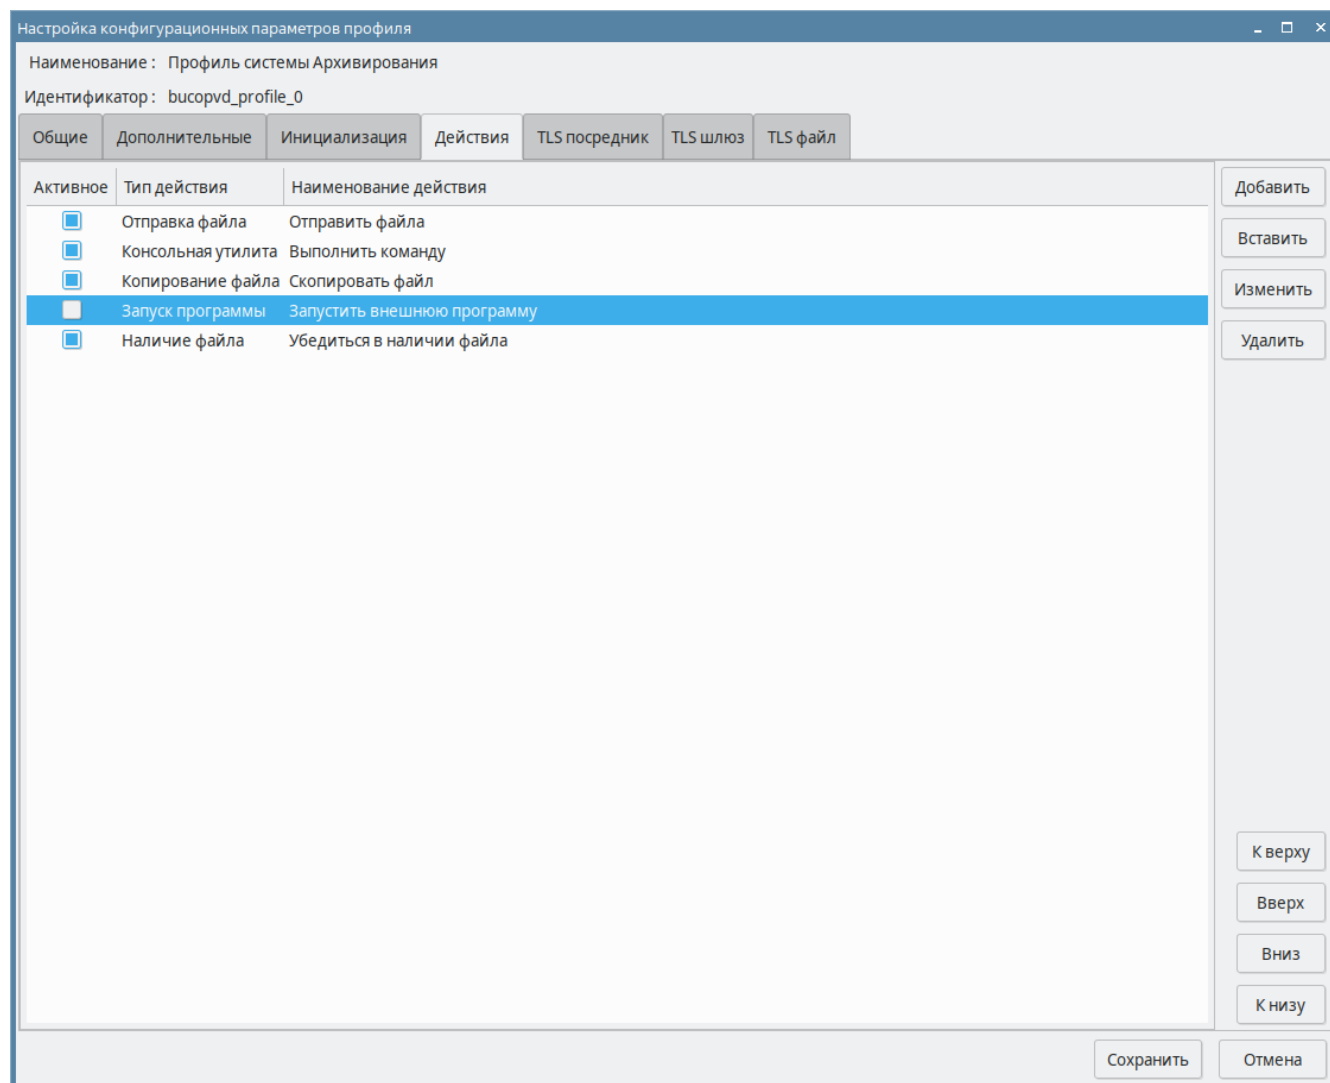 Настройка конфигурационных параметров профиля
Наименование : Профиль системы Архивирования
Идентификатор : bucopvd_profile_0
Общие Дополнительные Инициализация Действия TLS посредник TLS шлюз TLS файл
Активное Тип действия Наименование действия
Отправка файла Отправить файла
Консольная утилита Выполнить команду
Копирование файла Скопировать файл
Запуск программы Запустить внешнюю программу
Наличие файла Убедиться в наличии файла
Добавить
Вставить
Изменить
Удалить
К верху
Вверх
Вниз
К низу
Сохранить Отмена